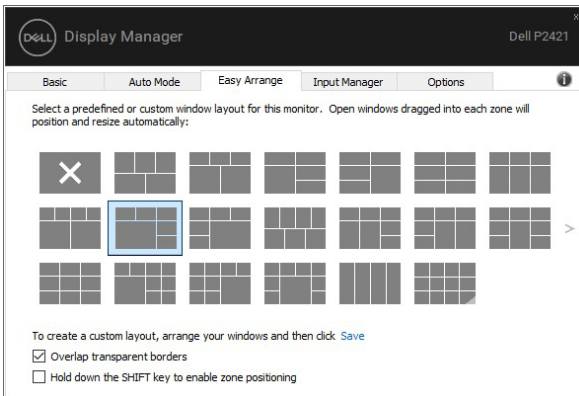 DELL Display Manager
Dell P2421
Basic Auto Mode Easy Arrange Input Manager Options
Select a predefined or custom window layout for this monitor. Open windows dragged into each zone will
position and resize automatically:
To create a custom layout, arrange your windows and then click Save
Overlap transparent borders
Hold down the SHIFT key to enable zone positioning